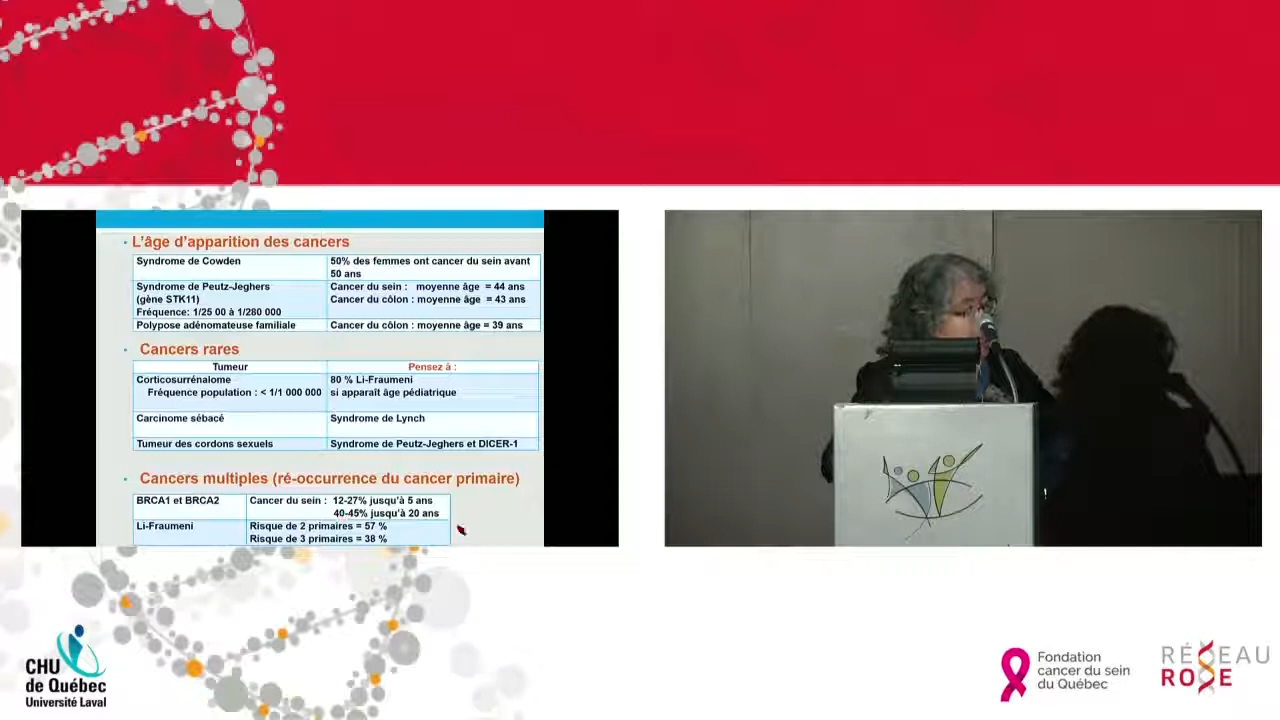 L'âge d'apparition des cancers
Syndrome de Cowden
50% des femmes ont cancer du sein avant
50 ans
Syndrome de Peutz-Jeghers
(gène STK11)
Fréquence: 1/25 00 à 1/280 000
Cancer du sein : moyenne âge = 44 ans
Cancer du côlon : moyenne âge = 43 ans
Polypose adénomateuse familiale
Cancer du côlon : moyenne âge = 39 ans
Cancers rares
Tumeur
Pensez à :
Corticosurrénalome
Fréquence population : < 1/1 000 000
80 % Li-Fraumeni
si apparaît âge pédiatrique
Carcinome sébacé
Syndrome de Lynch
Tumeur des cordons sexuels
Syndrome de Peutz-Jeghers et DICER-1
Cancers multiples (ré-occurrence du cancer primaire)
BRCA1 et BRCA2
Cancer du sein : 12-27% jusqu'à 5 ans
40-45% jusqu'à 20 ans
Li-Fraumeni
Risque de 2 primaires = 57 %
Risque de 3 primaires = 38 %
CHU
de Québec
Université Laval
Fondation
cancer du sein
du Québec
RÉSEAU
ROSE